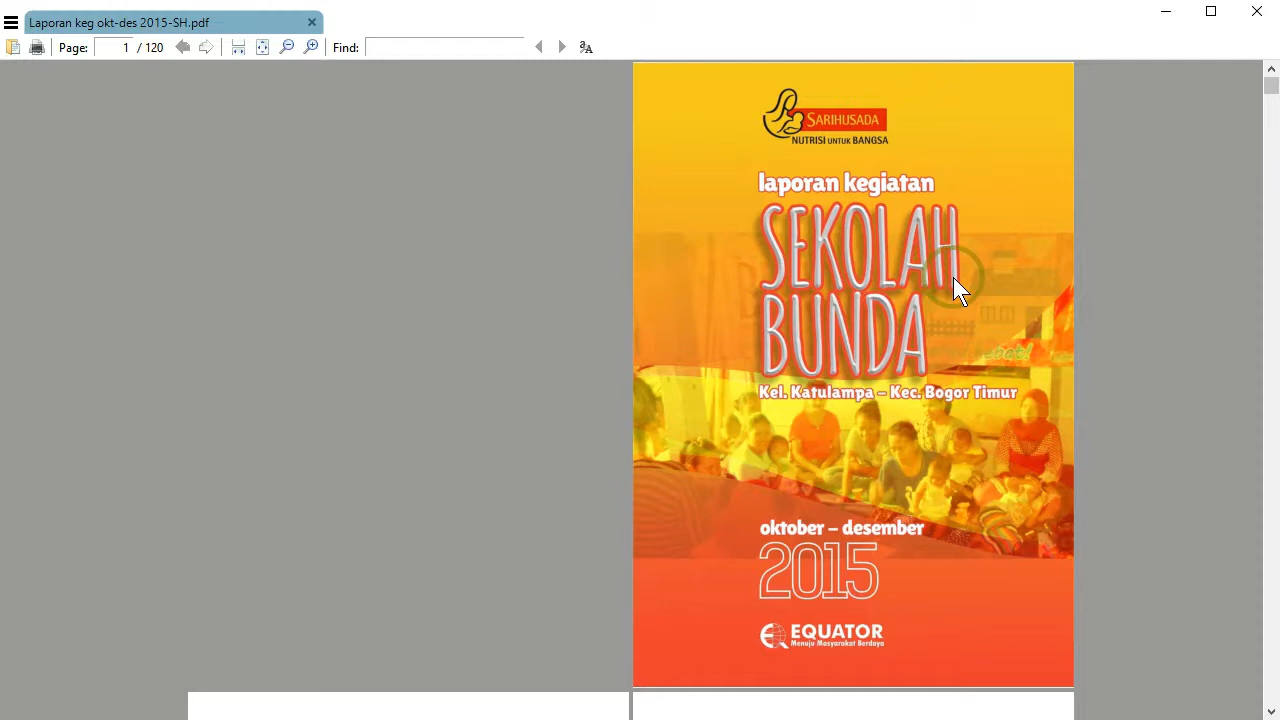 Laporan keg okt-des 2015-SH.pdf
Page: 1 / 120 Find:
SARIHUSADA
NUTRISI UNTUK BANGSA
laporan kegiatan
SEKOLAH
BUNDA
Kel. Katulampa – Kec. Bogor Timur
oktober – desember
2015
EQUATOR
Menuju Masyarakat Berdaya